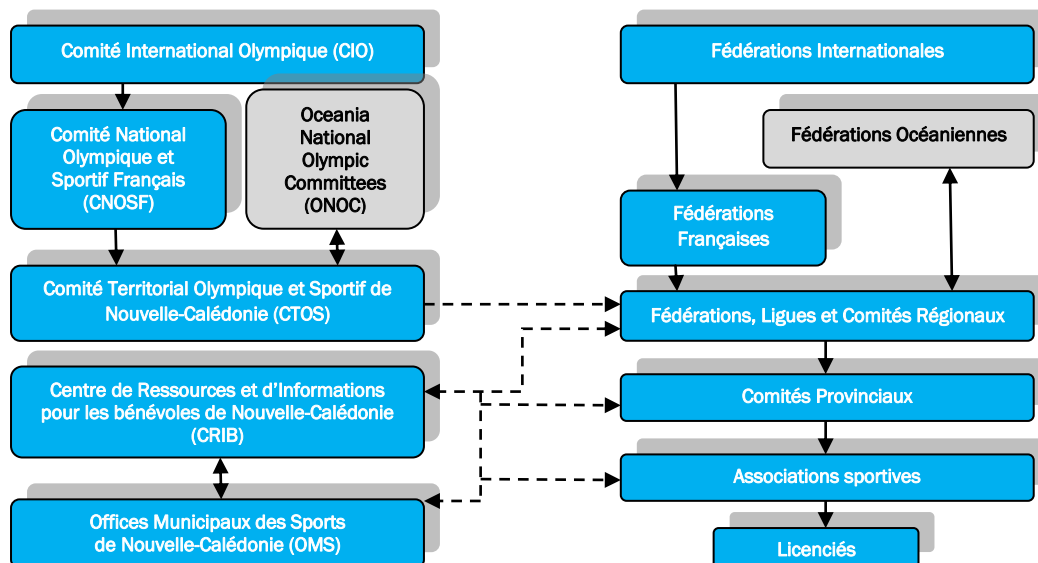 Comité International Olympique (CIO)
Comité National
Olympique et
Sportif Français
(CNOSF)
Oceania
National
Olympic
Committees
(ONOC)
Comité Territorial Olympique et Sportif de
Nouvelle-Calédonie (CTOS)
Centre de Ressources et d'Informations
pour les bénévoles de Nouvelle-Calédonie
(CRIB)
Offices Municipaux des Sports
de Nouvelle-Calédonie (OMS)
Fédérations Internationales
Fédérations Océaniennes
Fédérations
Françaises
Fédérations, Ligues et Comités Régionaux
Comités Provinciaux
Associations sportives
Licenciés